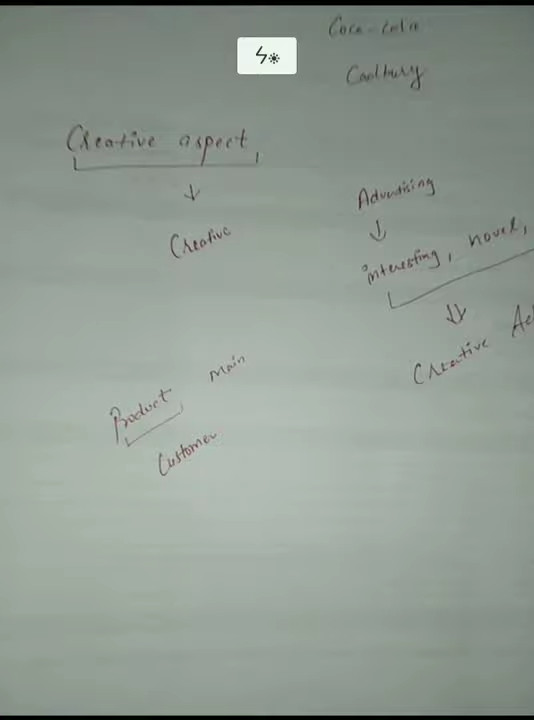 Coca-cola
Cadbury
Creative aspect
Creative
Advertising
interesting, novel,
Creative
Product, Main
Customer